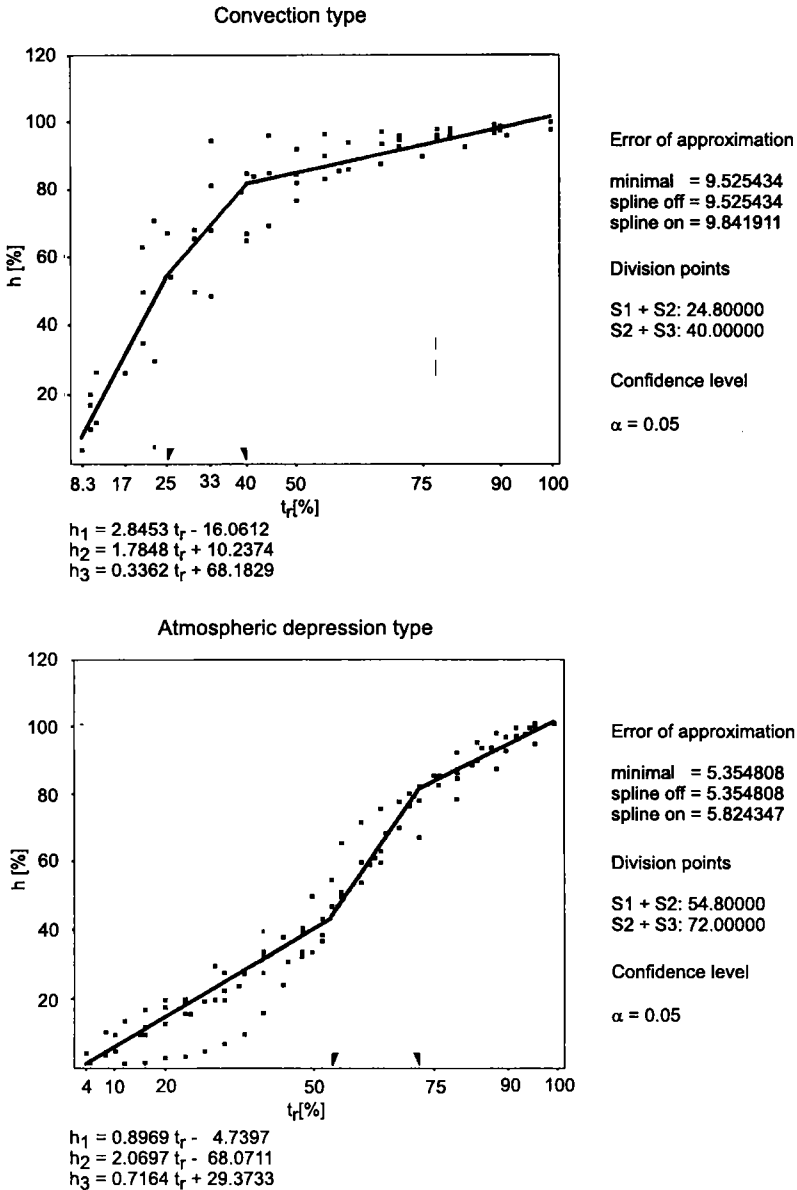 Convection type
120
100
80
60
40
20
h [%]
8.3 17 25 33 40 50 75 90 100
tr[%]
h1 = 2.8453 tr - 16.0612
h2 = 1.7848 tr + 10.2374
h3 = 0.3362 tr + 68.1829
Error of approximation
minimal = 9.525434
spline off = 9.525434
spline on = 9.841911
Division points
S1 + S2: 24.80000
S2 + S3: 40.00000
Confidence level
α = 0.05
Atmospheric depression type
120
100
80
60
40
20
h [%]
4 10 20 50 75 90 100
tr[%]
h1 = 0.8969 tr - 4.7397
h2 = 2.0697 tr - 68.0711
h3 = 0.7164 tr + 29.3733
Error of approximation
minimal = 5.354808
spline off = 5.354808
spline on = 5.824347
Division points
S1 + S2: 54.80000
S2 + S3: 72.00000
Confidence level
α = 0.05